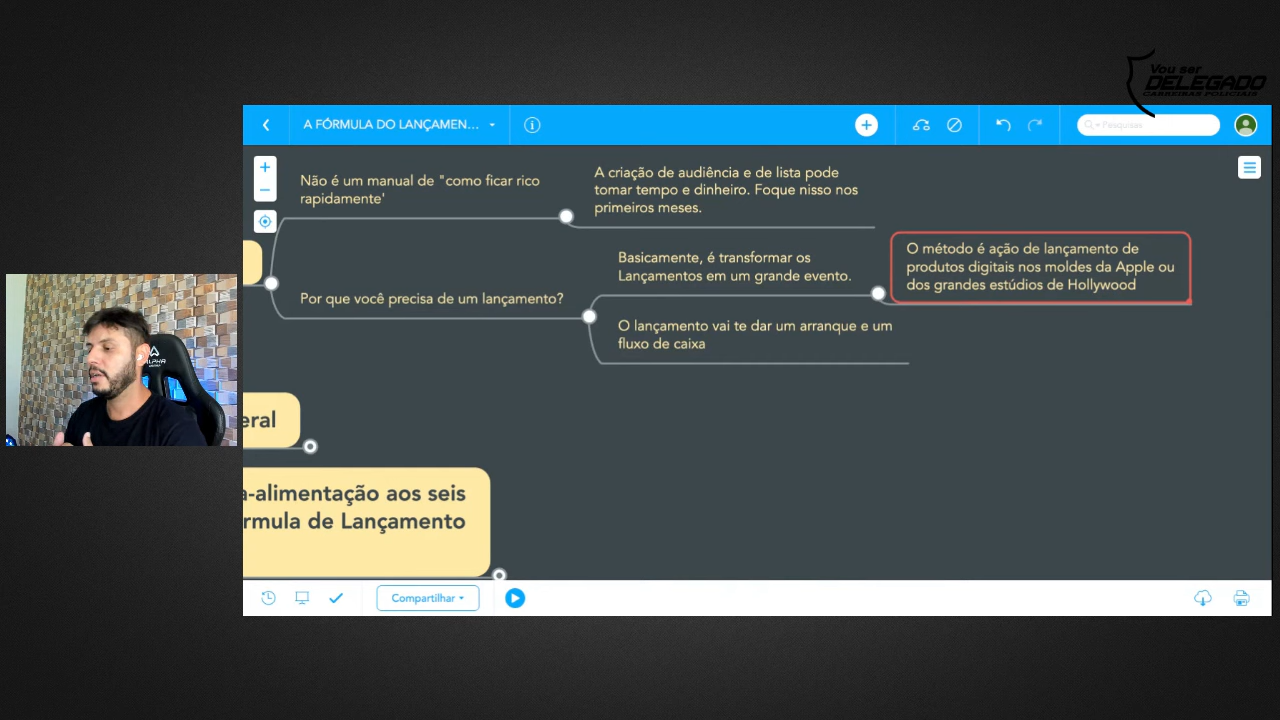 Vou ser
DELEGADO
CARREIRAS POLICIAIS
A FÓRMULA DO LANÇAMEN...
Pesquisas
Não é um manual de "como ficar rico
rapidamente'
A criação de audiência e de lista pode
tomar tempo e dinheiro. Foque nisso nos
primeiros meses.
Por que você precisa de um lançamento?
Basicamente, é transformar os
Lançamentos em um grande evento.
O método é ação de lançamento de
produtos digitais nos moldes da Apple ou
dos grandes estúdios de Hollywood
O lançamento vai te dar um arranque e um
fluxo de caixa
ALPHA
eral
a-alimentação aos seis
rmula de Lançamento
Compartilhar